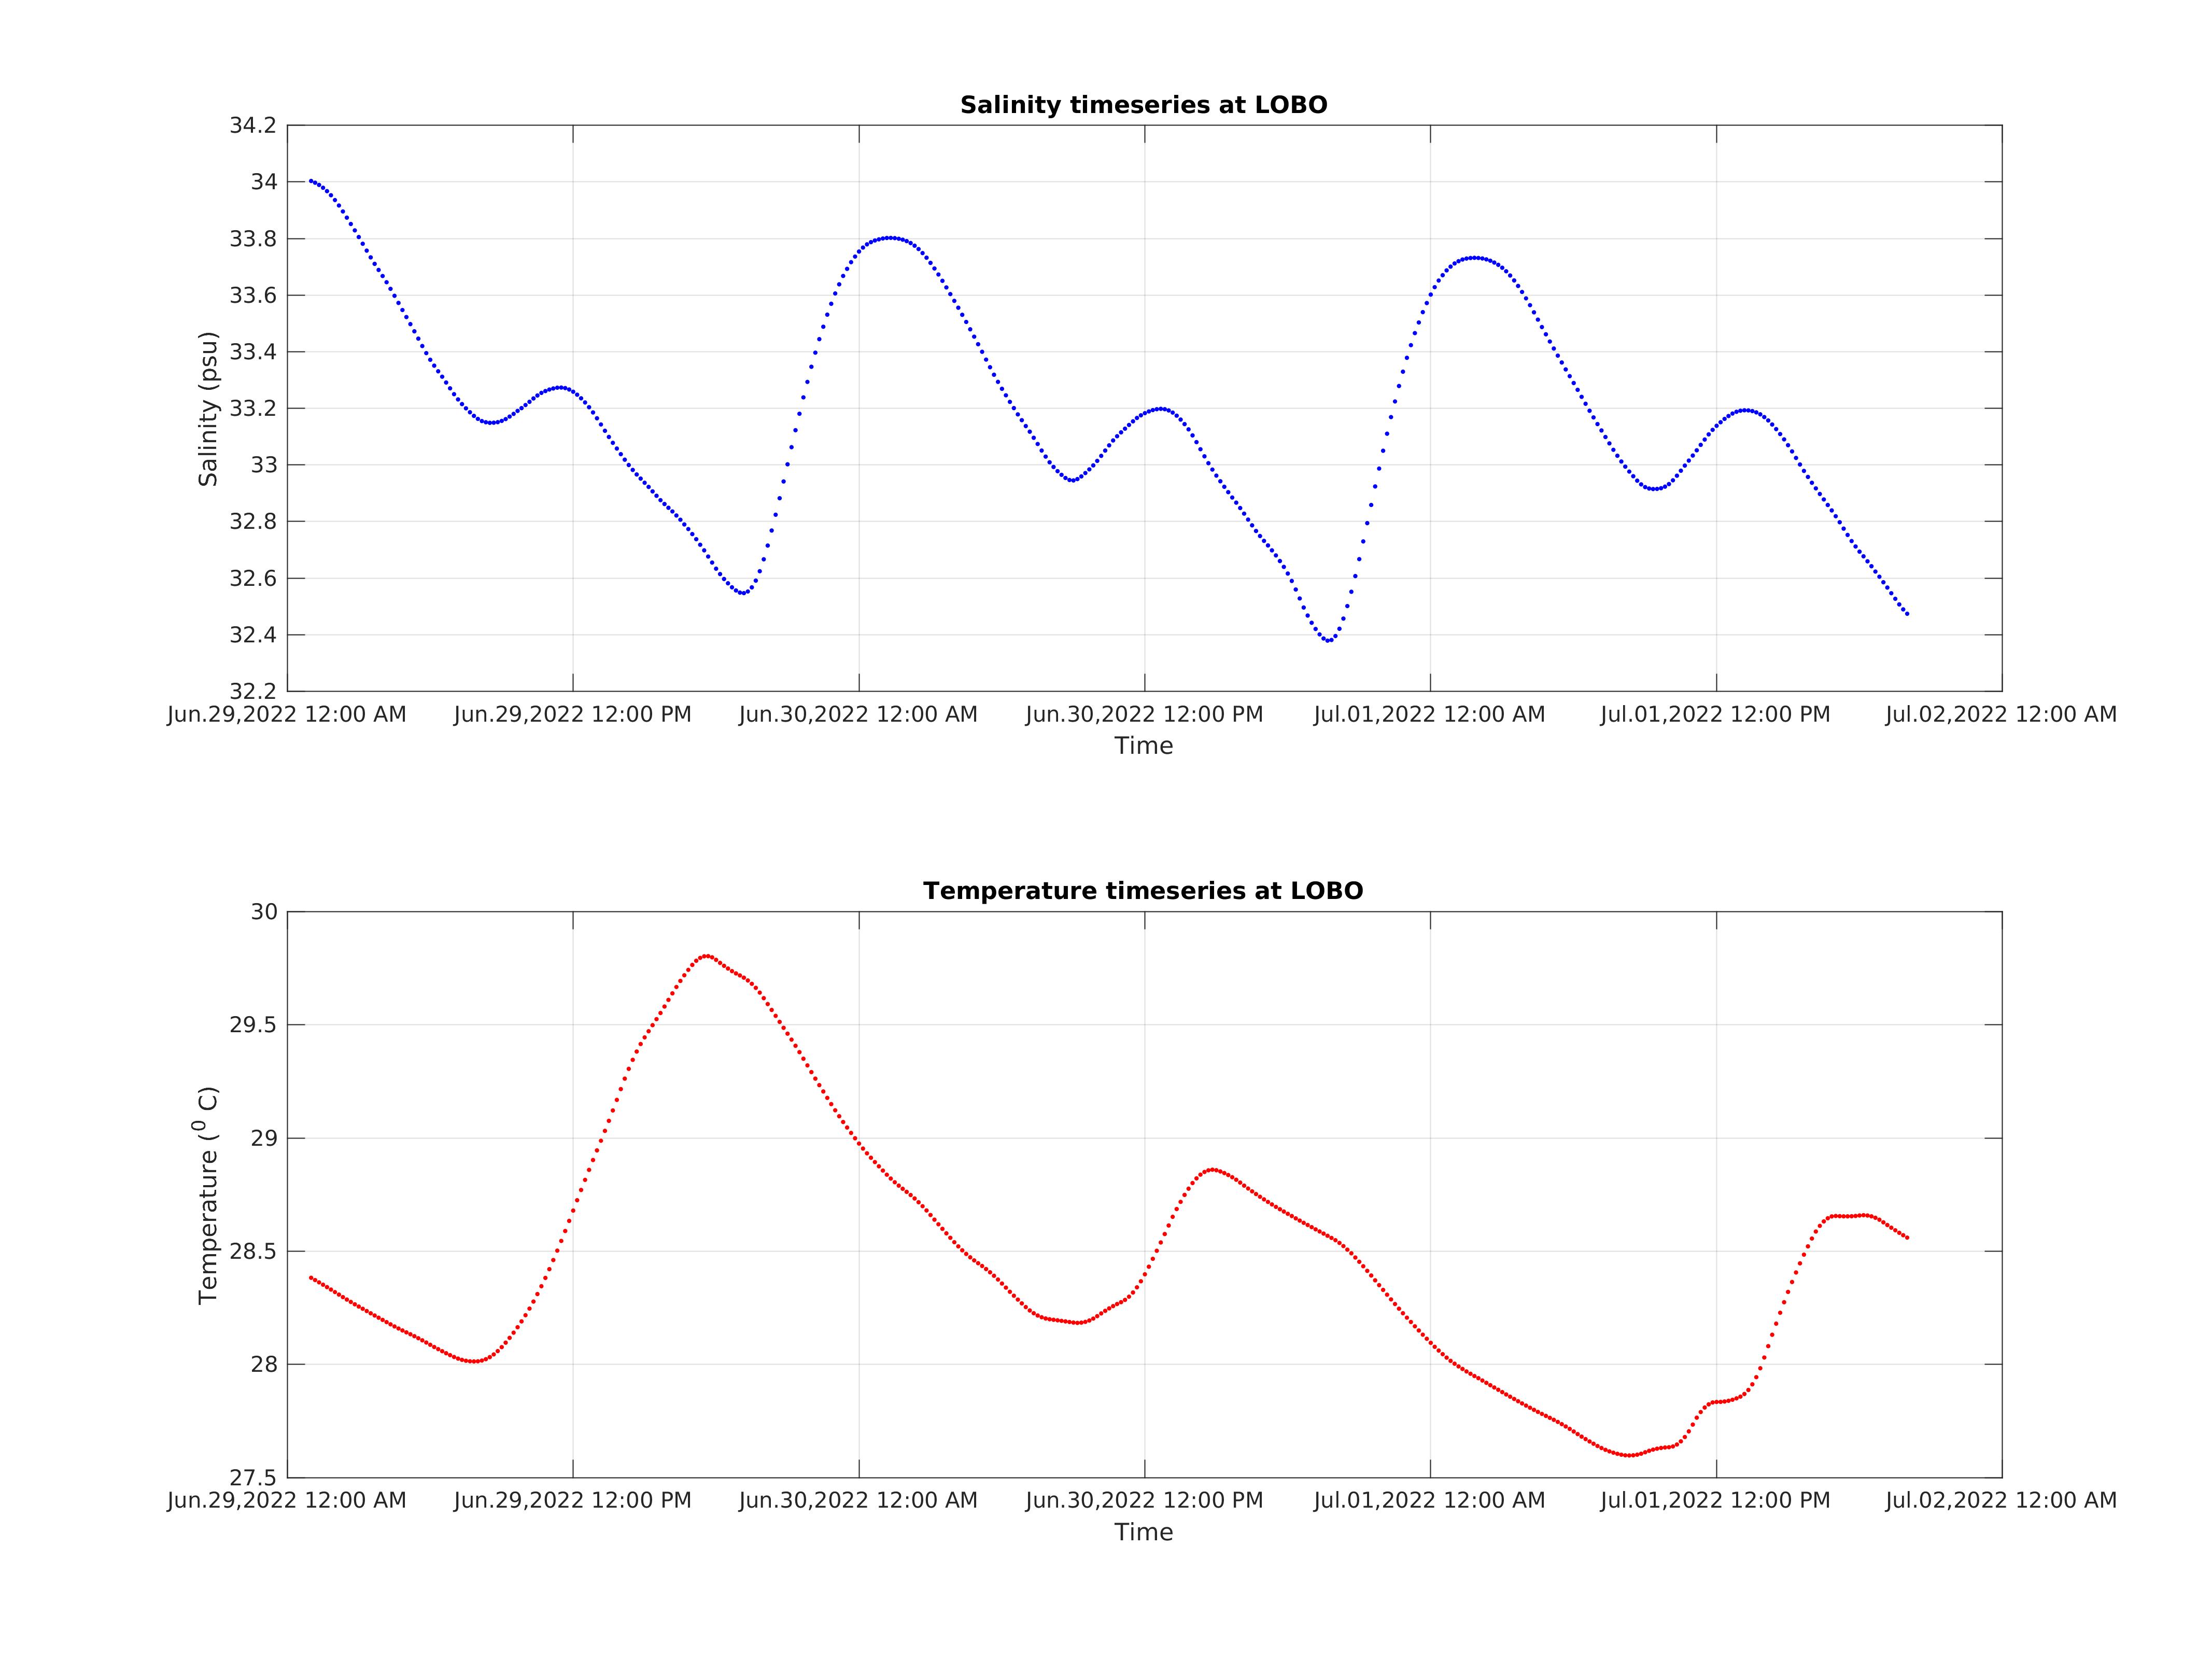 Salinity timeseries at LOBO
34.2
34
33.8
33.6
33.4
33.2
33
32.8
32.6
32.4
32.2
Salinity (psu)
Jun.29,2022 12:00 AM Jun.29,2022 12:00 PM Jun.30,2022 12:00 AM Jun.30,2022 12:00 PM Jul.01,2022 12:00 AM Jul.01,2022 12:00 PM Jul.02,2022 12:00 AM
Time
Temperature timeseries at LOBO
30
29.5
29
28.5
28
27.5
Temperature (⁰ C)
Jun.29,2022 12:00 AM Jun.29,2022 12:00 PM Jun.30,2022 12:00 AM Jun.30,2022 12:00 PM Jul.01,2022 12:00 AM Jul.01,2022 12:00 PM Jul.02,2022 12:00 AM
Time